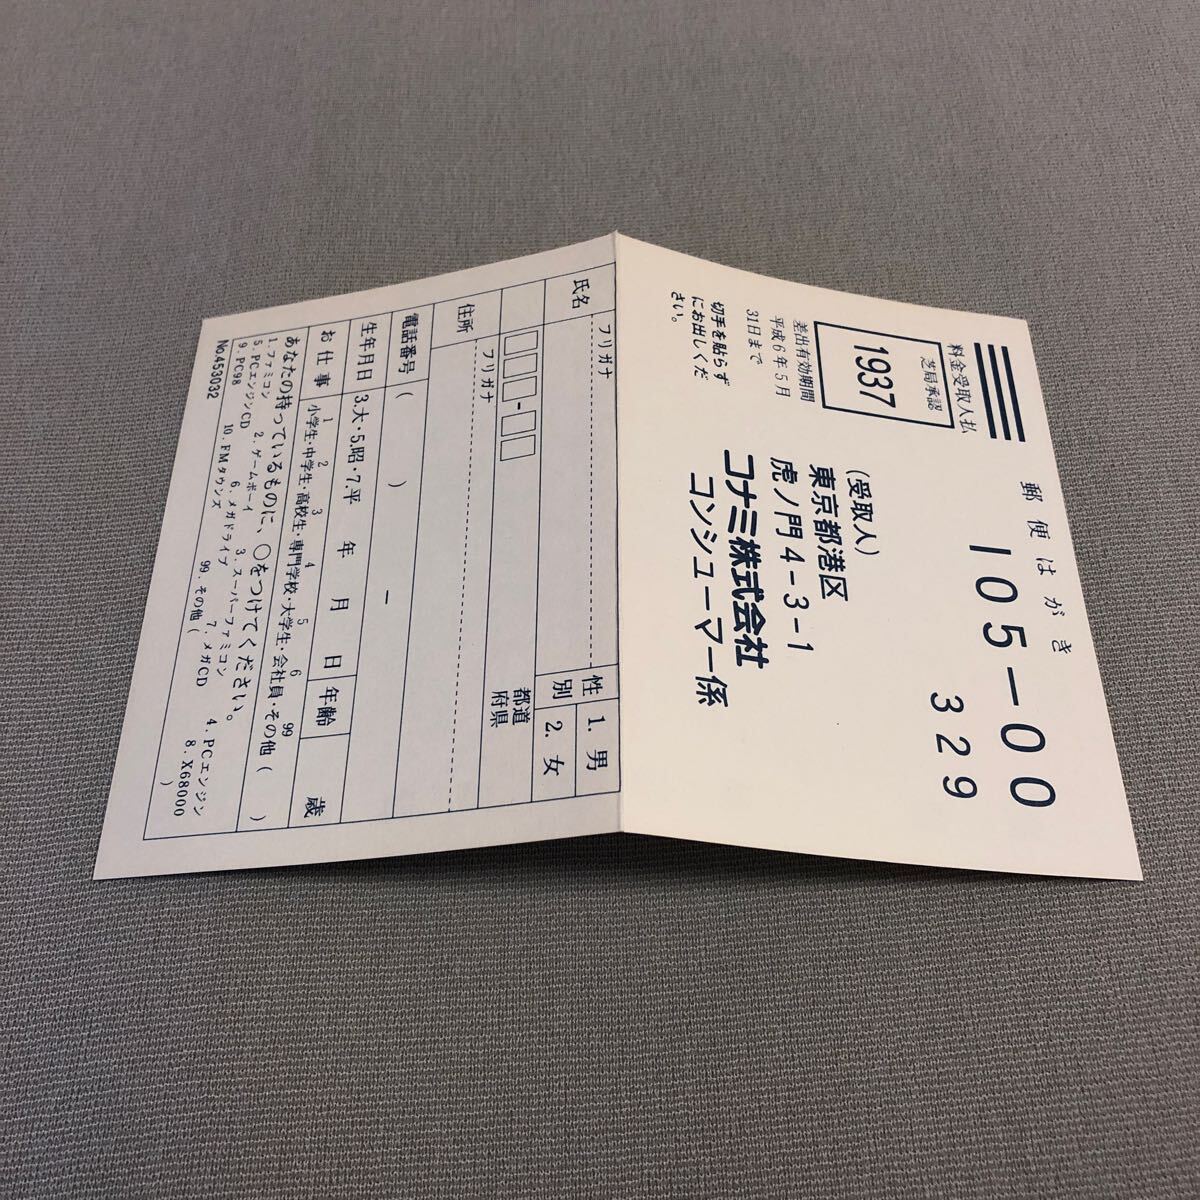 郵便はがき
105-00
329
料金受取人払
芝局承認
1937
差出有効期間
平成6年5月
31日まで
切手を貼らず
にお出しくだ
さい。
(受取人)
東京都港区
虎ノ門4-3-1
コナミ株式会社
コンシューマー係
フリガナ
氏名
性別
1. 男
2. 女
都道
府県
フリガナ
住所
電話番号 ( ) -
生年月日 3.大・5.昭・7.平 年 月 日 年齢 歳
お仕事
1 2 3 4 5 6 99
小学生・中学生・高校生・専門学校・大学生・会社員・その他( )
あなたの持っているものに、○をつけてください。
1. ファミコン 2. ゲームボーイ 3. スーパーファミコン 4. PCエンジン
5. PCエンジンCD 6. メガドライブ 7. メガCD 8. X68000
9. PC98 10. FMタウンズ 99. その他( )
No.453032